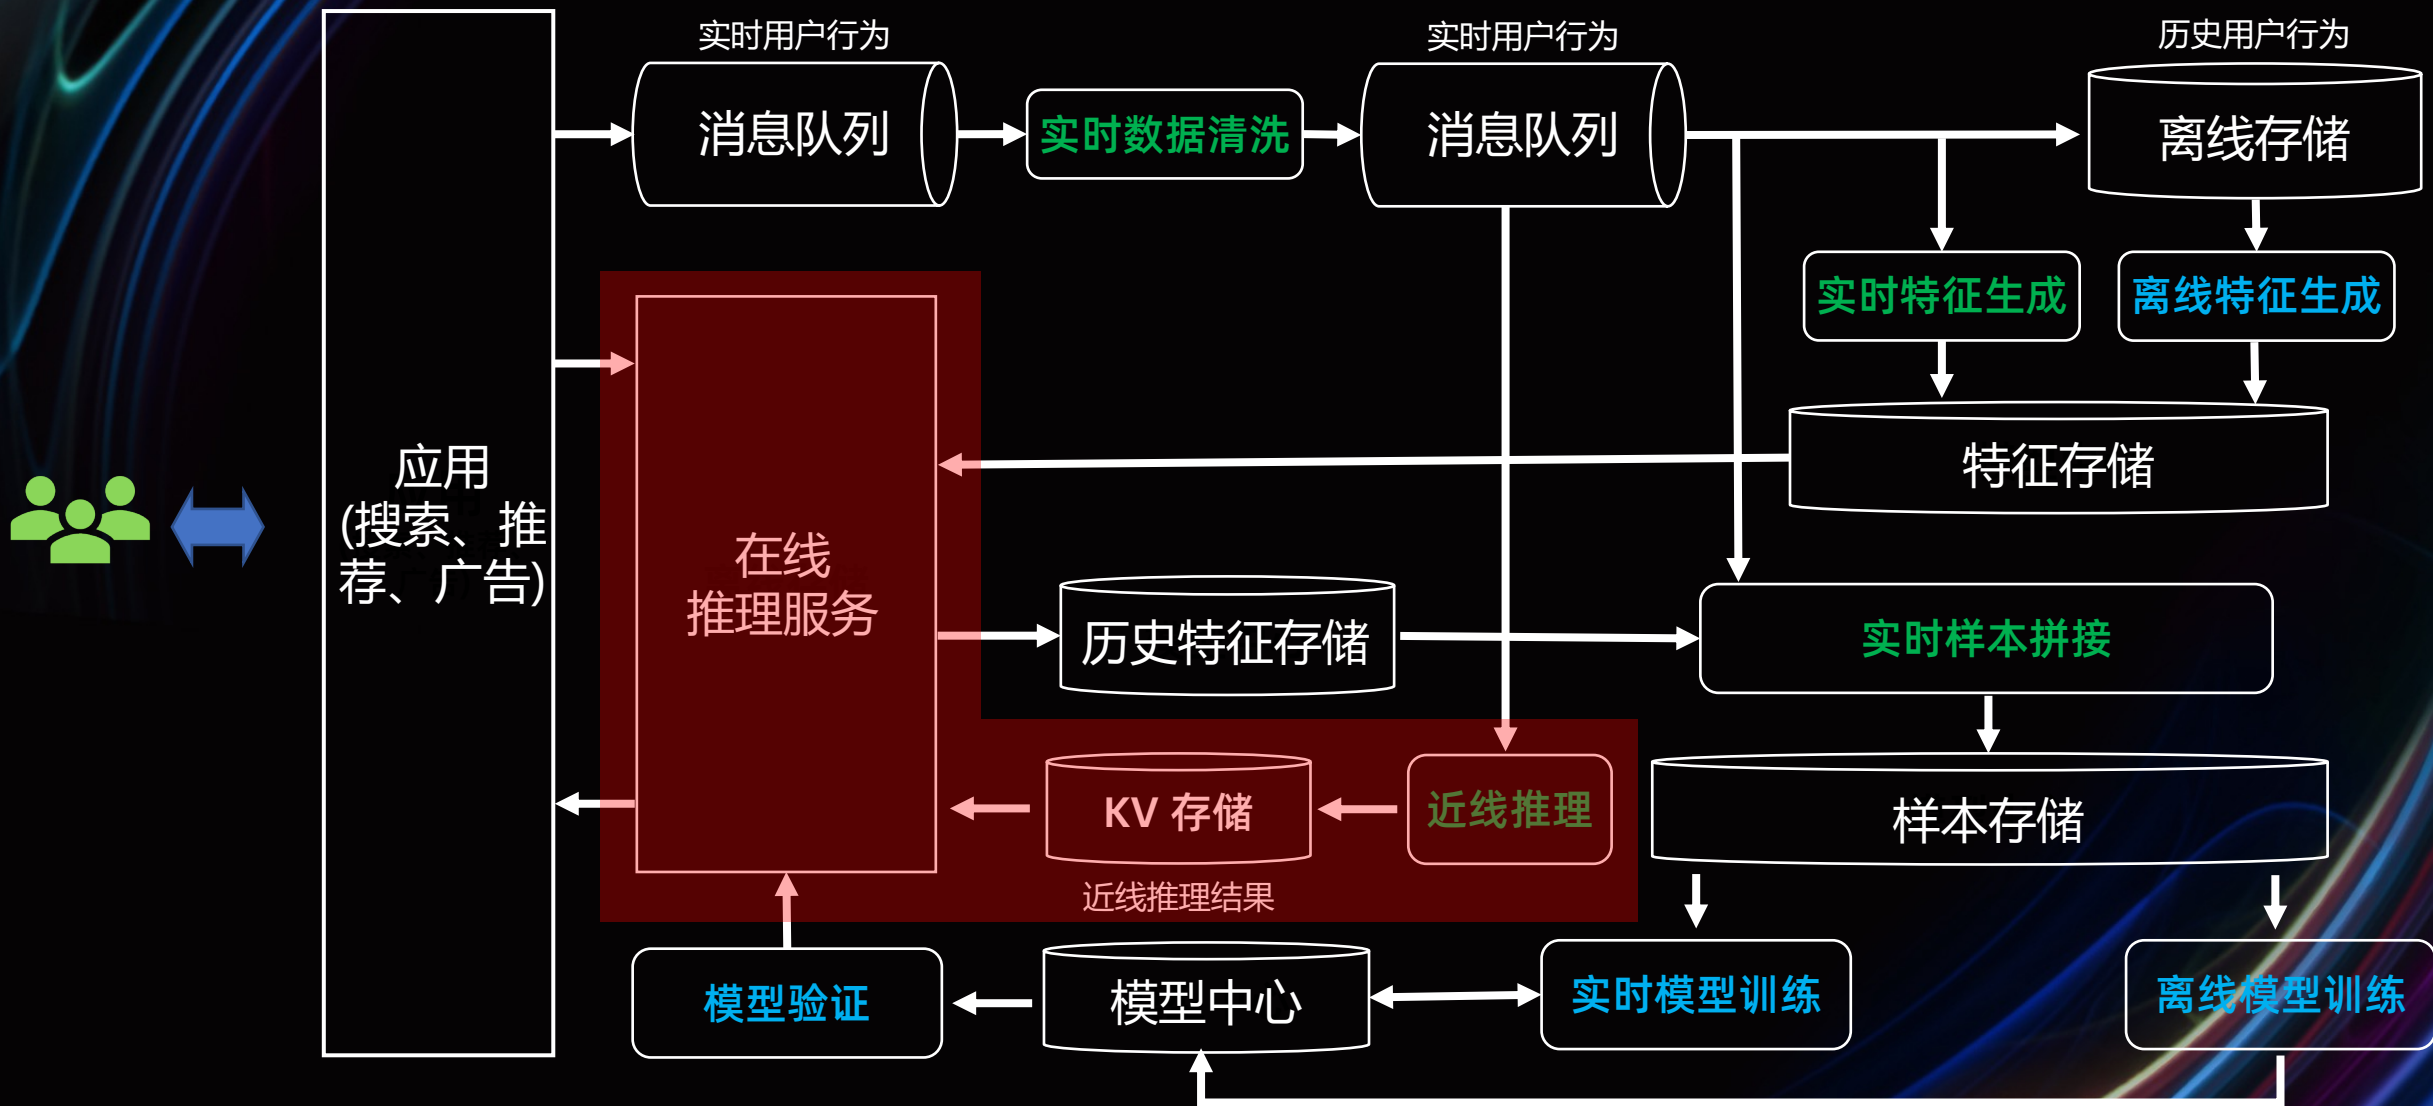 实时用户行为
实时用户行为
历史用户行为
消息队列
实时数据清洗
消息队列
离线存储
实时特征生成
离线特征生成
特征存储
应用
(搜索、推
荐、广告)
在线
推理服务
历史特征存储
实时样本拼接
KV 存储
近线推理
样本存储
近线推理结果
模型验证
模型中心
实时模型训练
离线模型训练